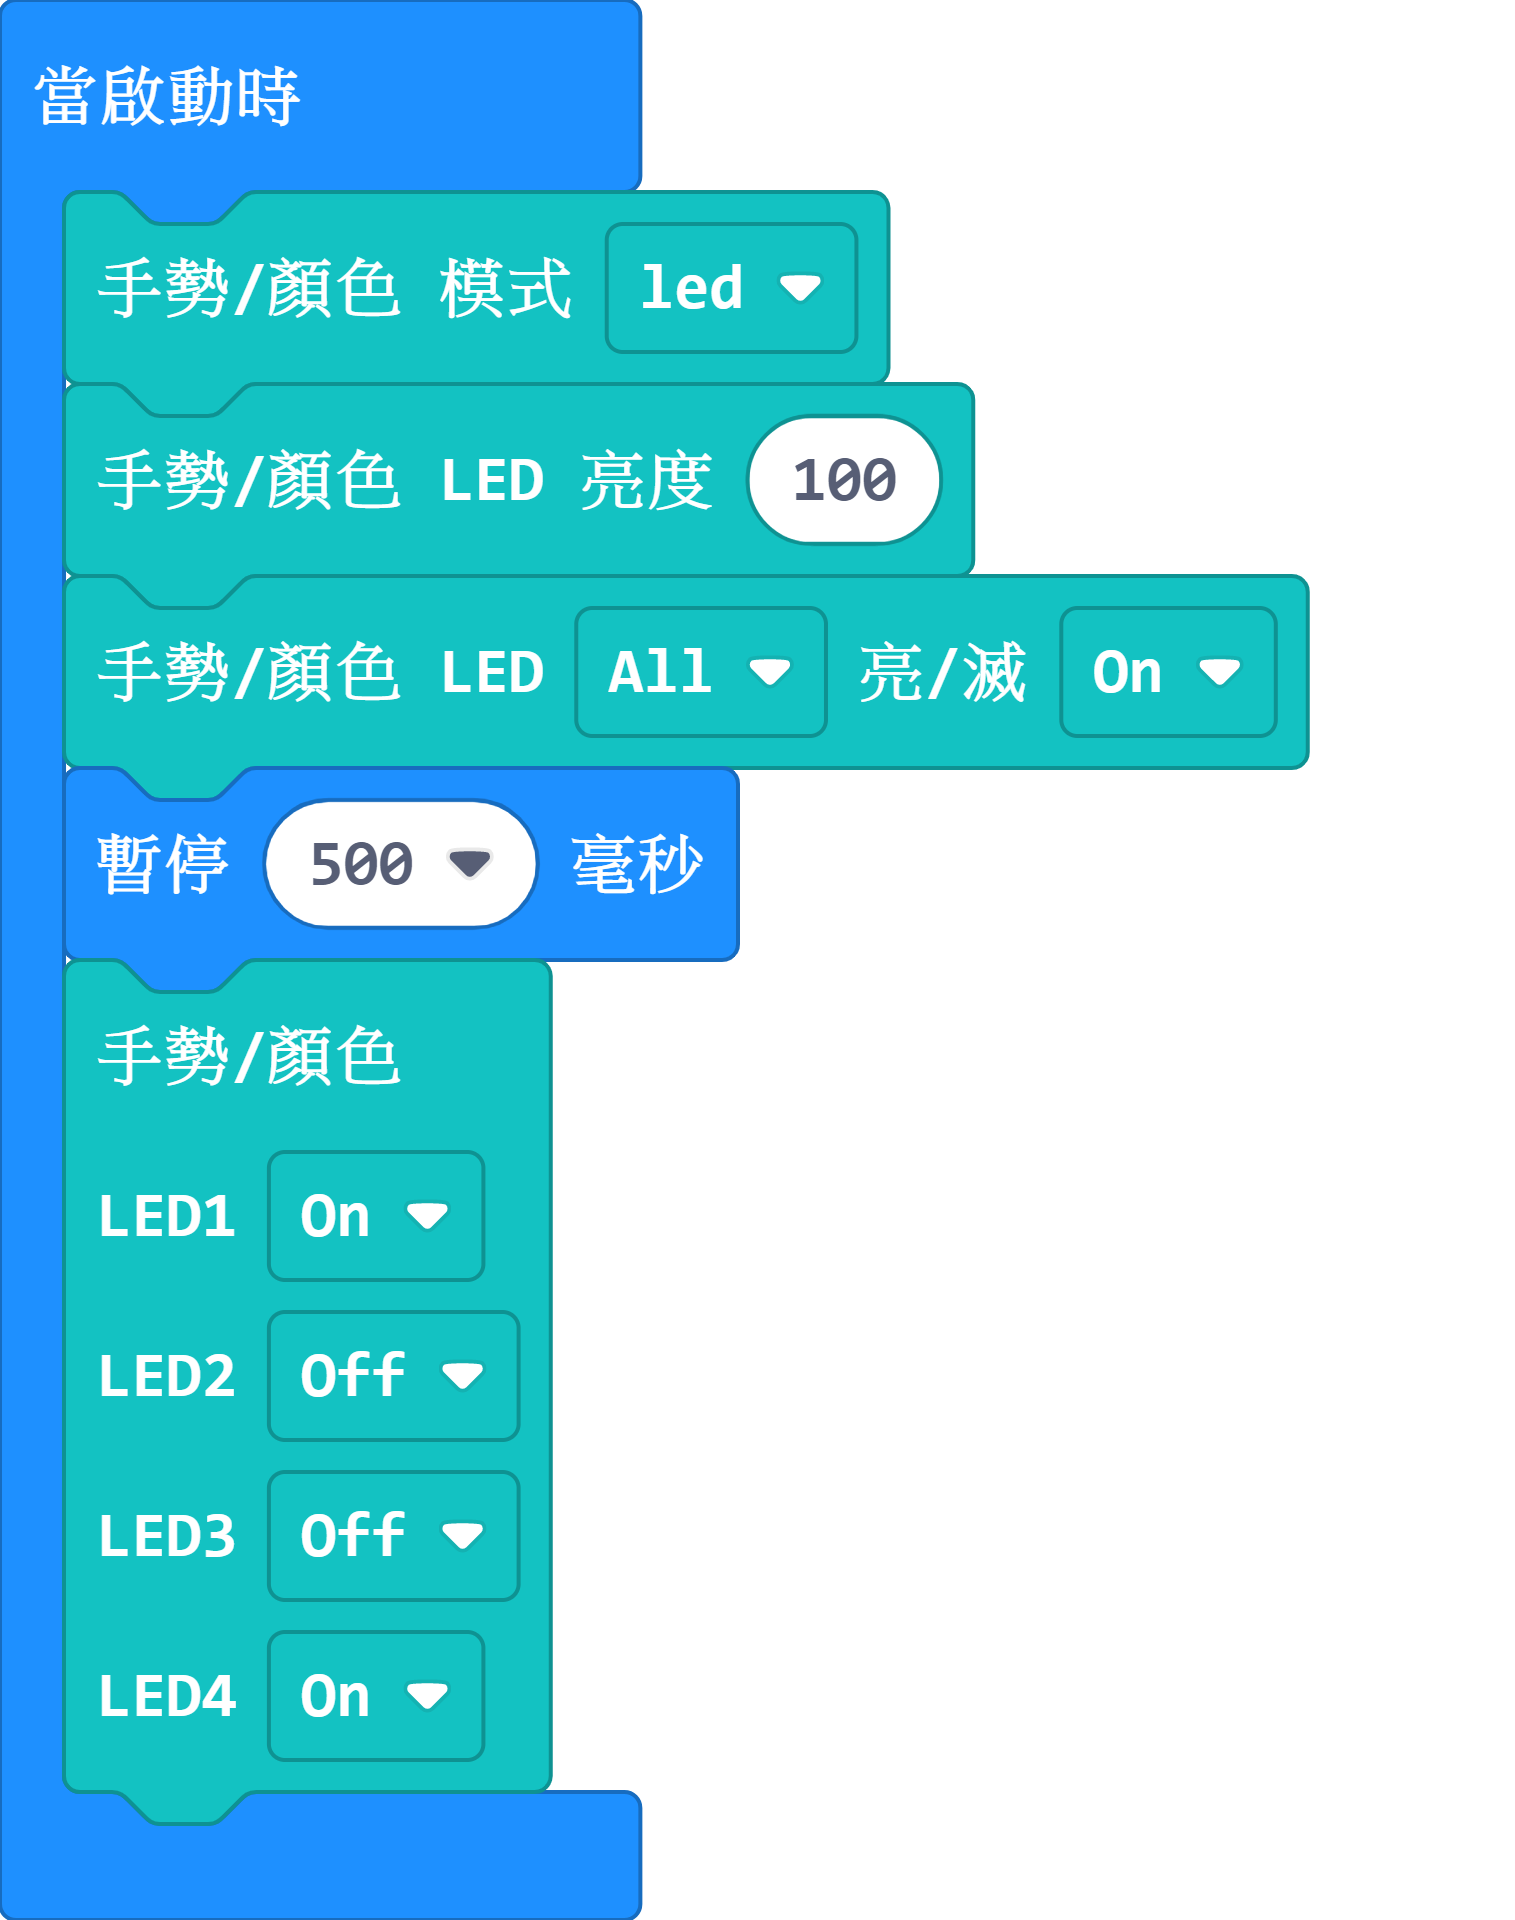 當啟動時
手勢/顏色 模式 led
手勢/顏色 LED 亮度 100
手勢/顏色 LED All 亮/滅 On
暫停 500 毫秒
手勢/顏色
LED1 On
LED2 Off
LED3 Off
LED4 On